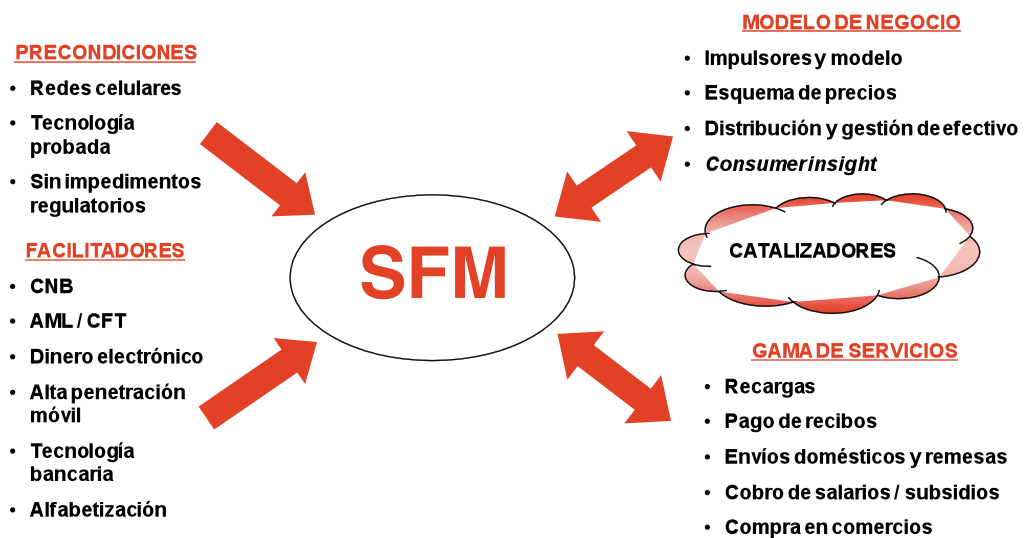 PRECONDICIONES
• Redes celulares
• Tecnología
probada
• Sin impedimentos
regulatorios
FACILITADORES
• CNB
• AML / CFT
• Dinero electrónico
• Alta penetración
móvil
• Tecnología
bancaria
• Alfabetización
SFM
MODELO DE NEGOCIO
• Impulsores y modelo
• Esquema de precios
• Distribución y gestión de efectivo
• Consumer insight
CATALIZADORES
GAMA DE SERVICIOS
• Recargas
• Pago de recibos
• Envíos domésticos y remesas
• Cobro de salarios / subsidios
• Compra en comercios